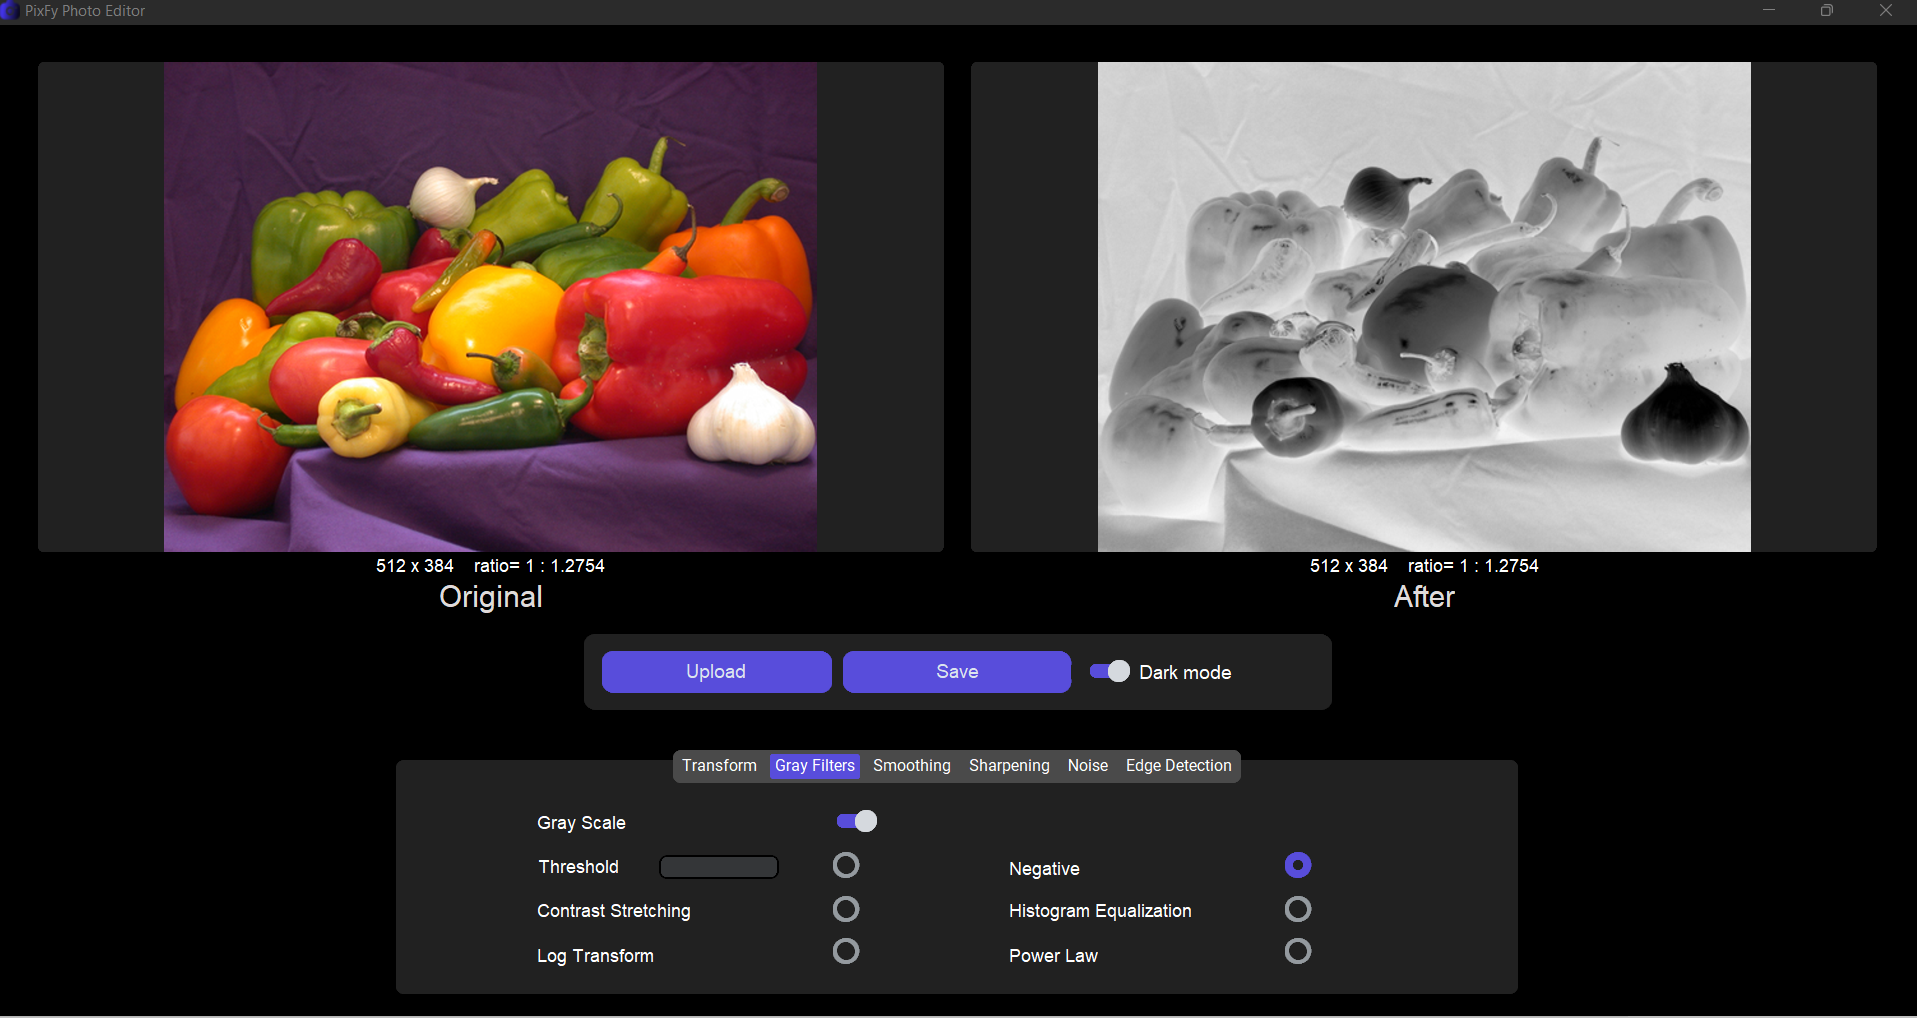 PixFy Photo Editor
512 x 384 ratio= 1 : 1.2754
Original
512 x 384 ratio= 1 : 1.2754
After
Upload
Save
Dark mode
Transform Gray Filters Smoothing Sharpening Noise Edge Detection
Gray Scale
Threshold
Negative
Contrast Stretching
Histogram Equalization
Log Transform
Power Law